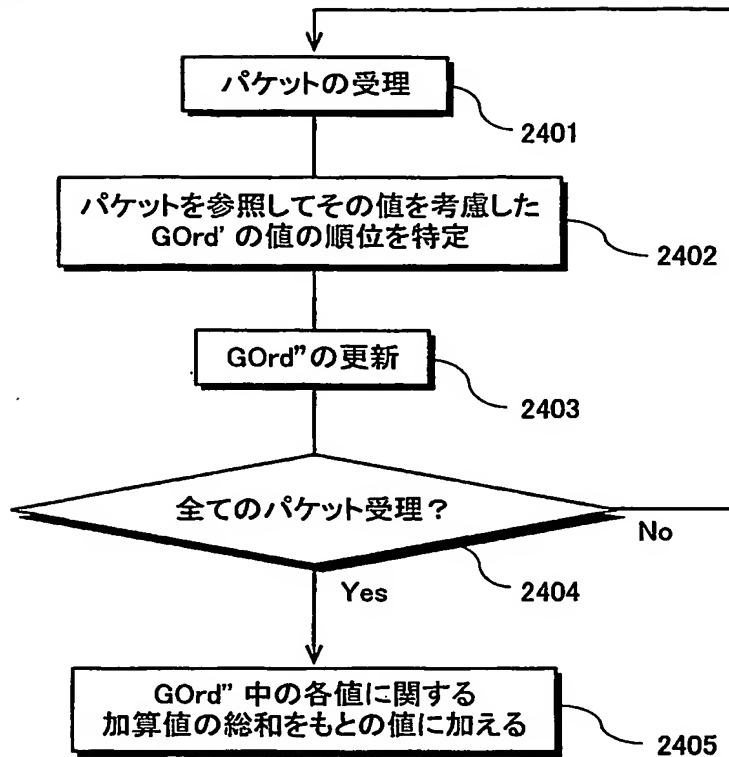 パケットの受理
2401
パケットを参照してその値を考慮した
GOrd' の値の順位を特定
2402
GOrd”の更新
2403
全てのパケット受理？
No
2404
Yes
GOrd” 中の各値に関する
加算値の総和をもとの値に加える
2405